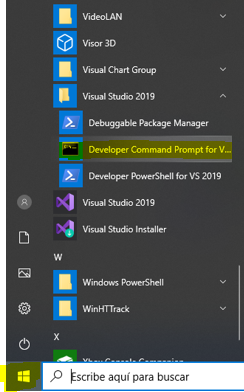 VideoLAN
Visor 3D
Visual Chart Group
Visual Studio 2019
Debuggable Package Manager
Developer Command Prompt for V...
Developer PowerShell for VS 2019
Visual Studio 2019
Visual Studio Installer
W
Windows PowerShell
WinHTTrack
X
Xbox Console Companion
Escribe aquí para buscar